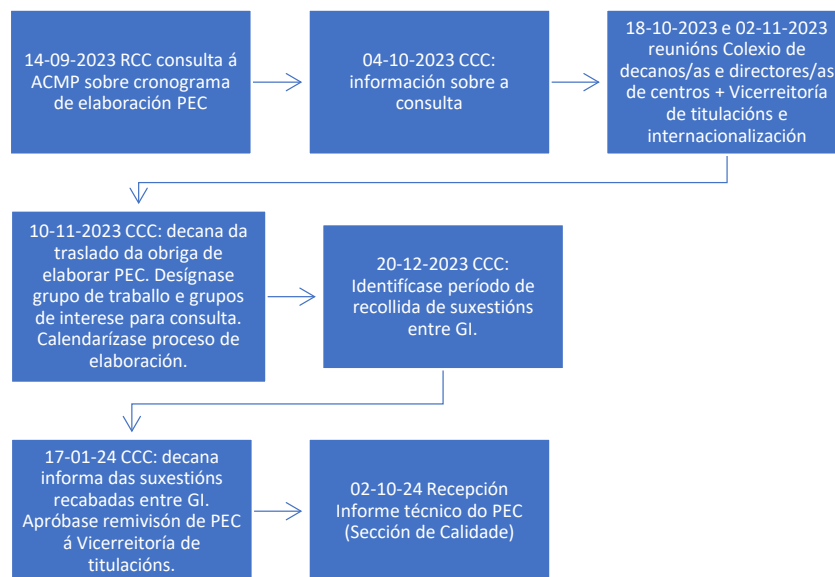 14-09-2023 RCC consulta á
ACMP sobre cronograma
de elaboración PEC
04-10-2023 CCC:
información sobre a
consulta
18-10-2023 e 02-11-2023
reunións Colexio de
decanos/as e directores/as
de centros + Vicerreitoría
de titulacións e
internacionalización
10-11-2023 CCC: decana da
traslado da obriga de
elaborar PEC. Desígnase
grupo de traballo e grupos
de interese para consulta.
Calendarízase proceso de
elaboración.
20-12-2023 CCC:
Identifícase período de
recollida de suxestións
entre GI.
17-01-24 CCC: decana
informa das suxestións
recabadas entre GI.
Apróbase remivisón de PEC
á Vicerreitoría de
titulacións.
02-10-24 Recepción
Informe técnico do PEC
(Sección de Calidade)